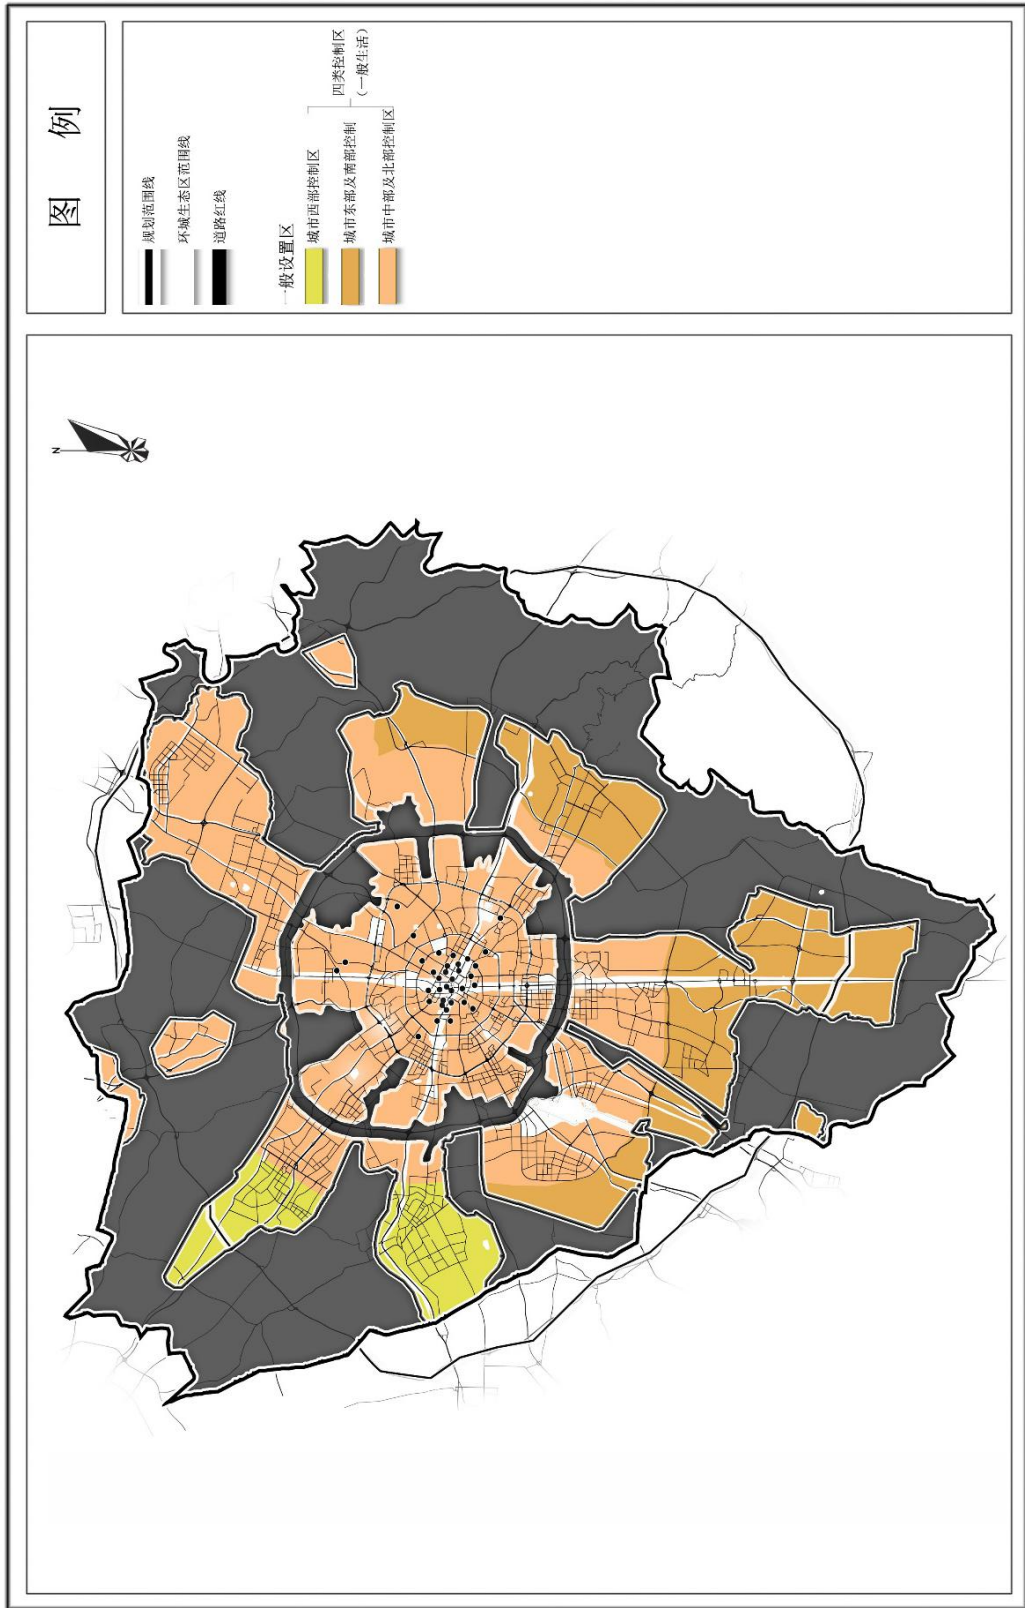 图 例
规划范围线
环城生态区范围线
道路红线
一般设置区
城市西部控制区
城市东部及南部控制
城市中部及北部控制区
四类控制区
（一般生活）
N